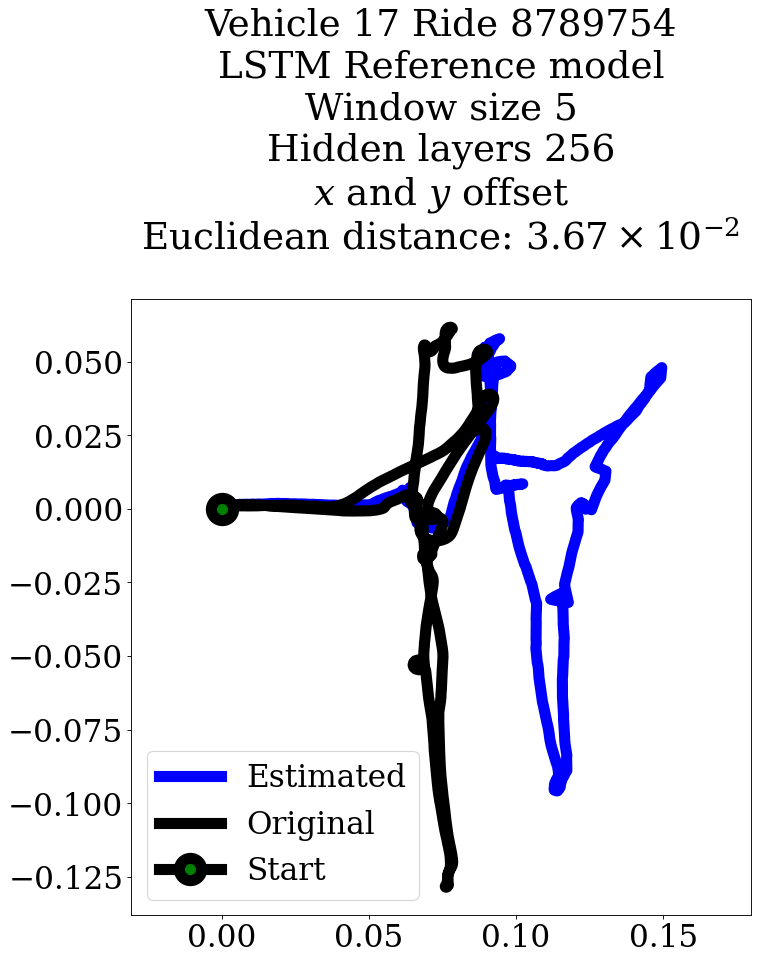 Vehicle 17 Ride 8789754
LSTM Reference model
Window size 5
Hidden layers 256
x and y offset
Euclidean distance: 3.67 × 10⁻²
0.050
0.025
0.000
−0.025
−0.050
−0.075
−0.100
−0.125
Estimated
Original
Start
0.00 0.05 0.10 0.15